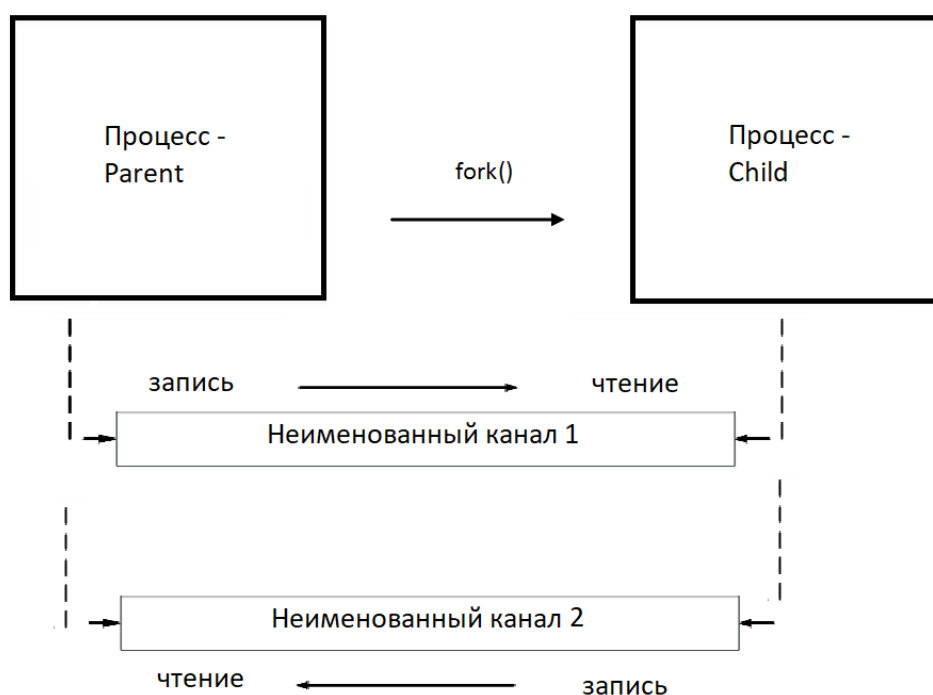 Процесс -
Parent
fork()
Процесс -
Child
запись
чтение
Неименованный канал 1
Неименованный канал 2
чтение
запись